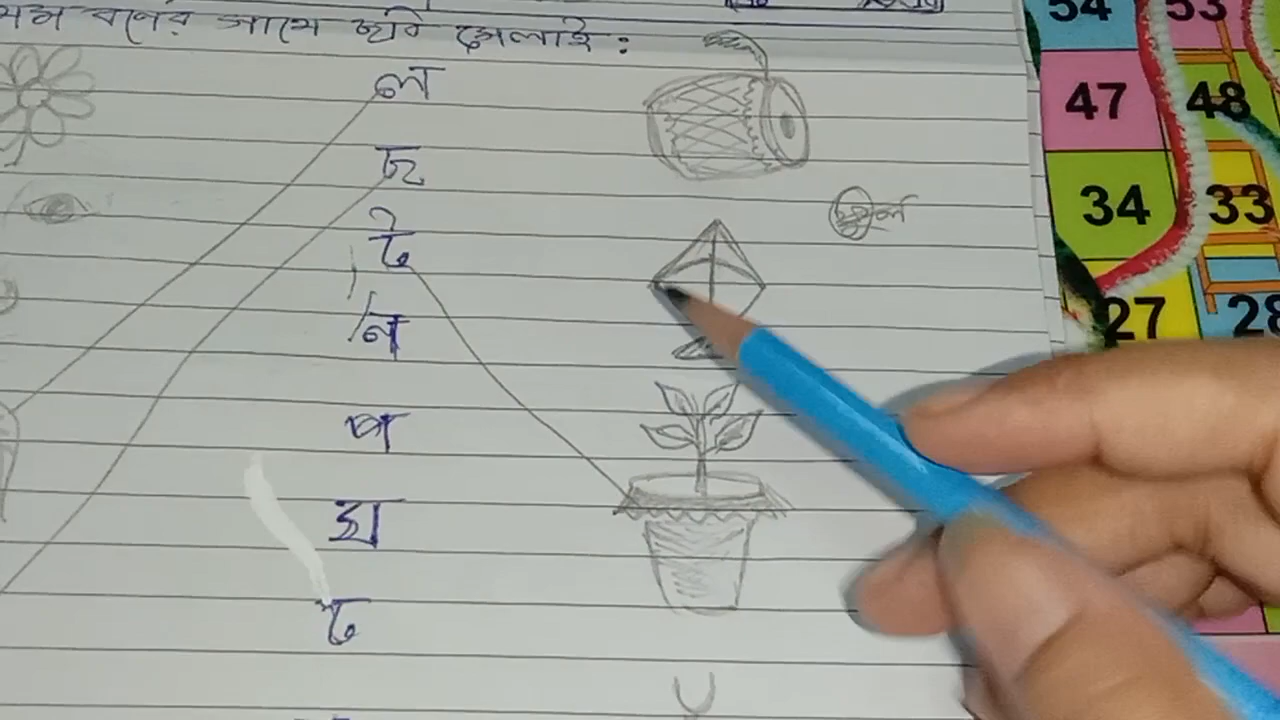 বর্ণের সাথে ছবি মেলাই :
ল
চ
ট
ন
প
ঘ
ঢ
54 53
47 48
34 33
27 28